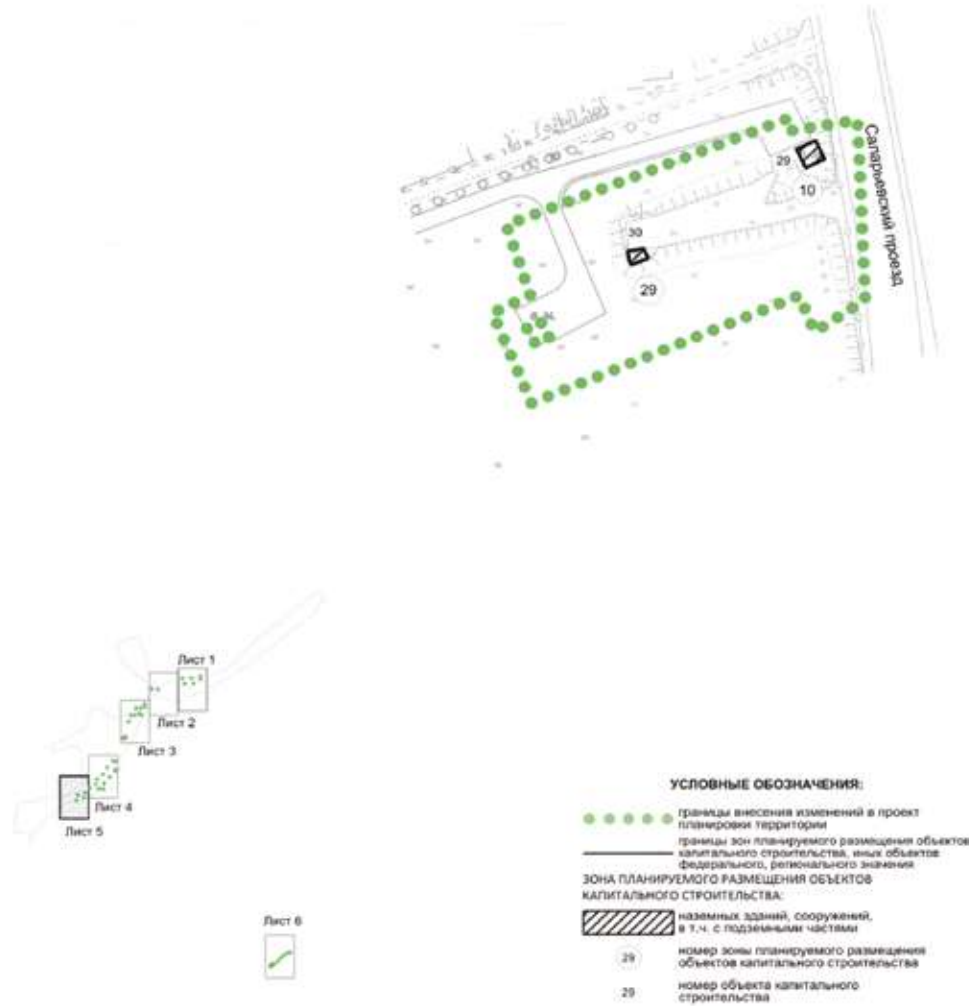 Саларьевский проезд
29
10
30
29
Лист 1
Лист 2
Лист 3
Лист 4
Лист 5
Лист 6
УСЛОВНЫЕ ОБОЗНАЧЕНИЯ:
границы внесения изменений в проект
планировки территории
границы зон планируемого размещения объектов
капитального строительства, иных объектов
федерального, регионального значения
ЗОНА ПЛАНИРУЕМОГО РАЗМЕЩЕНИЯ ОБЪЕКТОВ
КАПИТАЛЬНОГО СТРОИТЕЛЬСТВА:
наземных зданий, сооружений,
в т.ч. с подземными частями
29
номер зоны планируемого размещения
объектов капитального строительства
29
номер объекта капитального
строительства